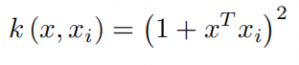 k (x, x_i) = (1 + x^T x_i)^2